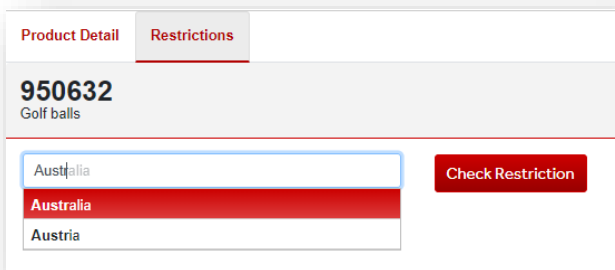 Product Detail Restrictions
950632
Golf balls
Australia Check Restriction
Australia
Austria